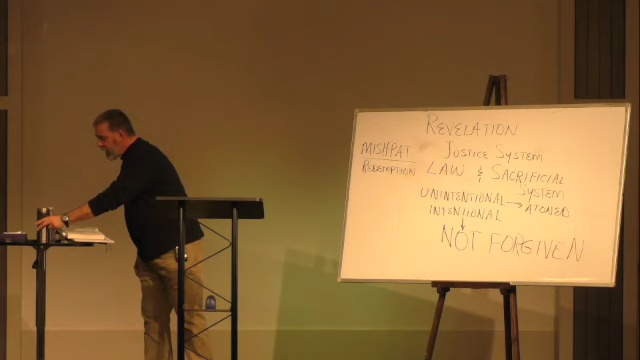 REVELATION
MISHPAT JUSTICE SYSTEM
REDEMPTION LAW & SACRIFICIAL
SYSTEM
UNINTENTIONAL → ATONED
INTENTIONAL
↓
NOT FORGIVEN